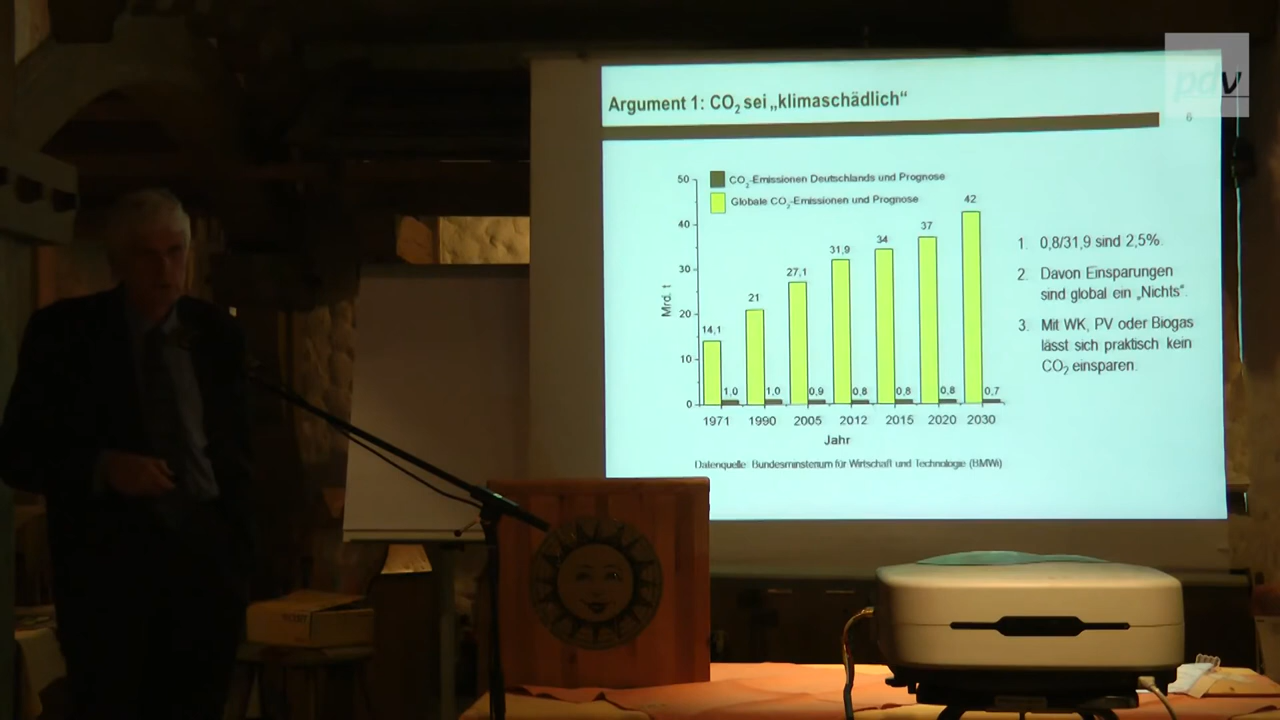 pdv
Argument 1: CO2 sei „klimaschädlich“
6
50
40
30
20
10
0
Mrd. t
CO2-Emissionen Deutschlands und Prognose
Globale CO2-Emissionen und Prognose
14,1
21
27,1
31,9
34
37
42
1,0
1,0
0,9
0,8
0,8
0,8
0,7
1971 1990 2005 2012 2015 2020 2030
Jahr
Datenquelle: Bundesministerium für Wirtschaft und Technologie (BMWi)
1. 0,8/31,9 sind 2,5%.
2. Davon Einsparungen
sind global ein „Nichts“.
3. Mit WK, PV oder Biogas
lässt sich praktisch kein
CO2 einsparen.